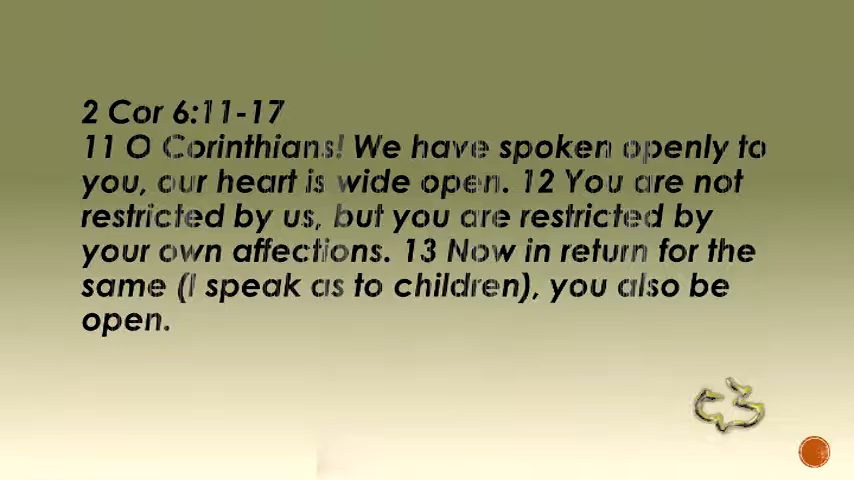 2 Cor 6:11-17
11 O Corinthians! We have spoken openly to
you, our heart is wide open. 12 You are not
restricted by us, but you are restricted by
your own affections. 13 Now in return for the
same (I speak as to children), you also be
open.
C3